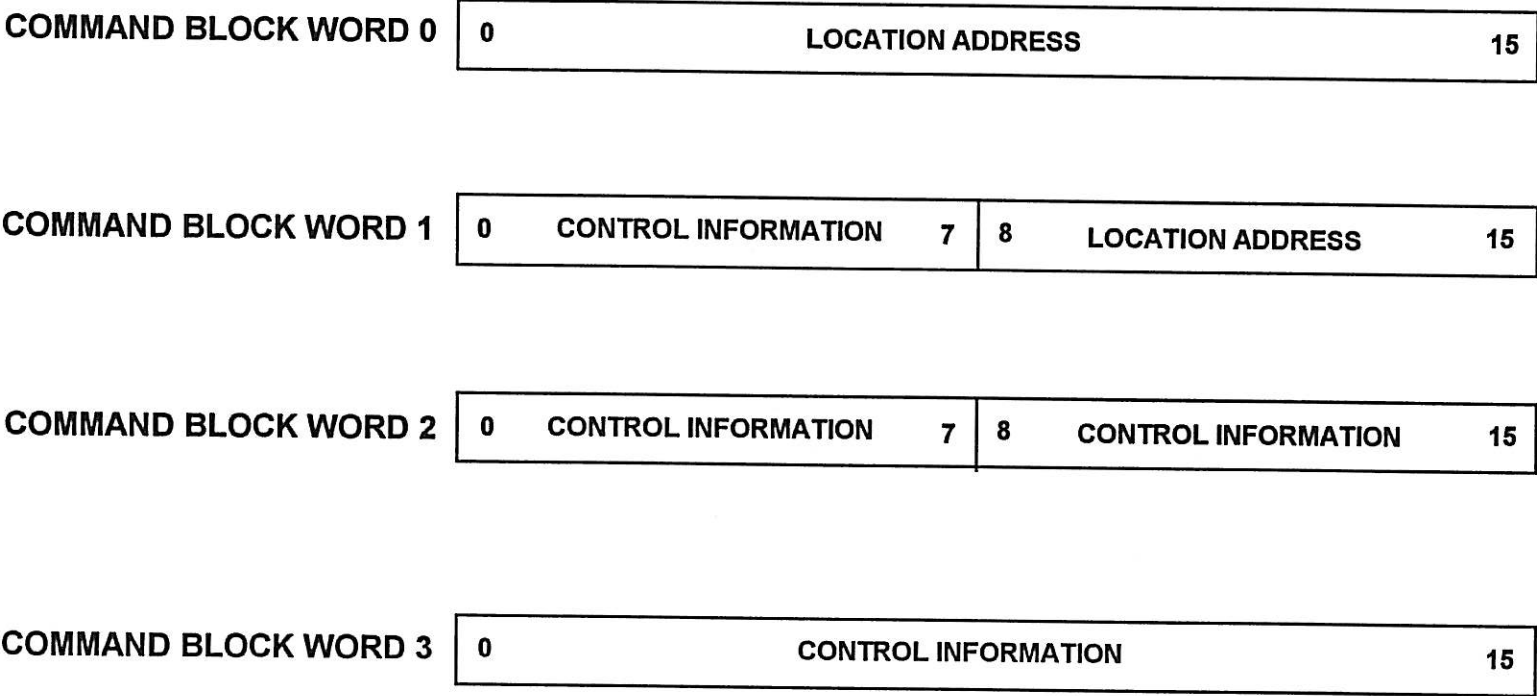 COMMAND BLOCK WORD 0 0 LOCATION ADDRESS 15
COMMAND BLOCK WORD 1 0 CONTROL INFORMATION 7 8 LOCATION ADDRESS 15
COMMAND BLOCK WORD 2 0 CONTROL INFORMATION 7 8 CONTROL INFORMATION 15
COMMAND BLOCK WORD 3 0 CONTROL INFORMATION 15